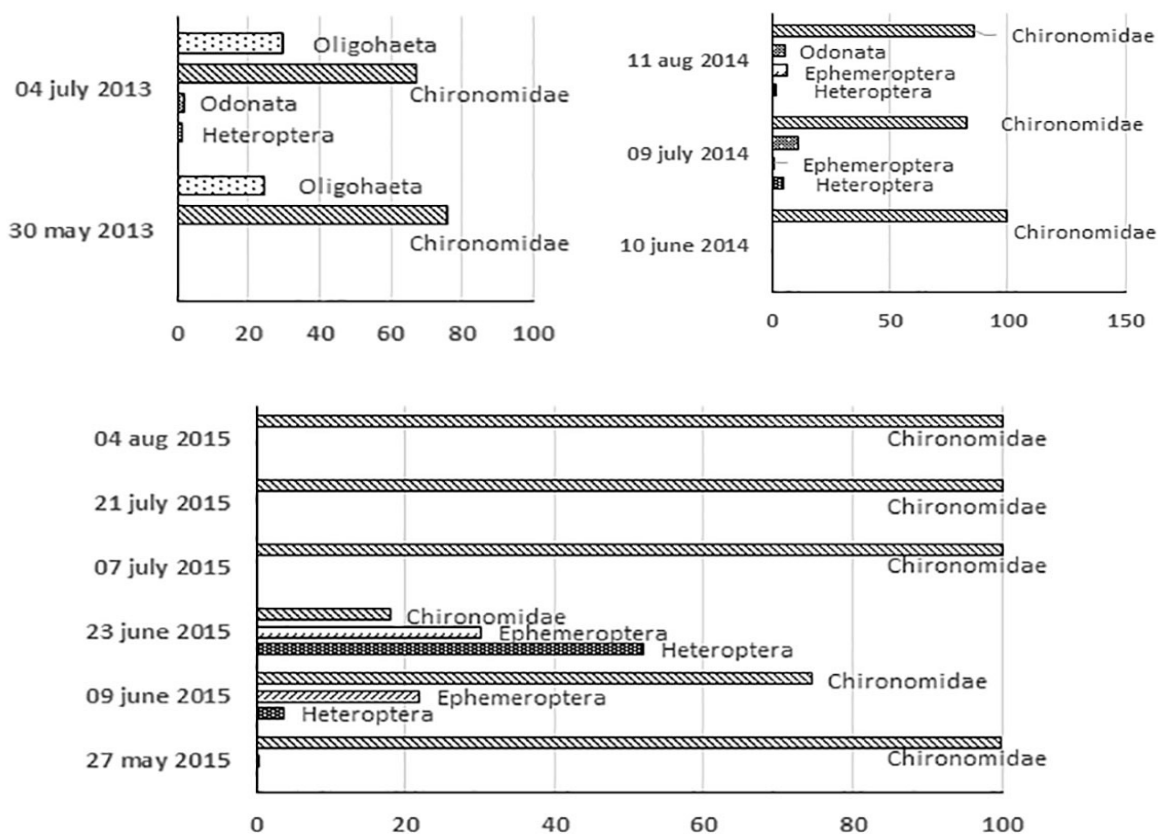 Oligohaeta
04 july 2013
Chironomidae
Odonata
Heteroptera
Oligohaeta
30 may 2013
Chironomidae
0 20 40 60 80 100
Chironomidae
11 aug 2014
Odonata
Ephemeroptera
Heteroptera
Chironomidae
09 july 2014
Ephemeroptera
Heteroptera
10 june 2014
Chironomidae
0 50 100 150
04 aug 2015
Chironomidae
21 july 2015
Chironomidae
07 july 2015
Chironomidae
Chironomidae
23 june 2015
Ephemeroptera
Heteroptera
Chironomidae
09 june 2015
Ephemeroptera
Heteroptera
27 may 2015
Chironomidae
0 20 40 60 80 100